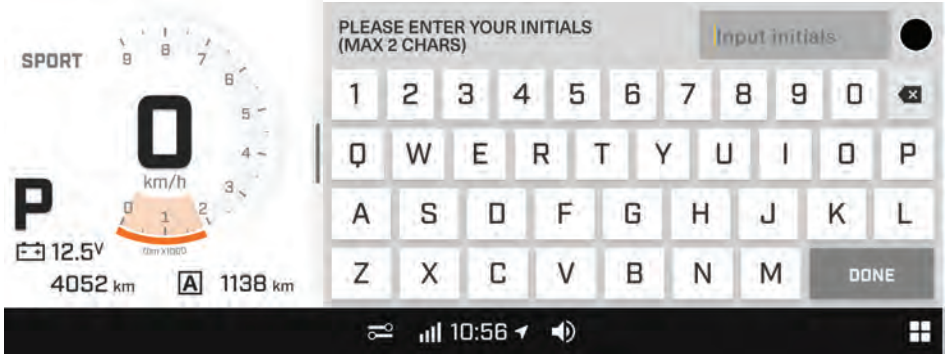 SPORT
9 8 7
6
5
4
3
0
km/h
P
0 1 2
rpm x1000
12.5V
4052 km
A 1138 km
PLEASE ENTER YOUR INITIALS
(MAX 2 CHARS)
Input initials
1 2 3 4 5 6 7 8 9 0
Q W E R T Y U I O P
A S D F G H J K L
Z X C V B N M DONE
10:56